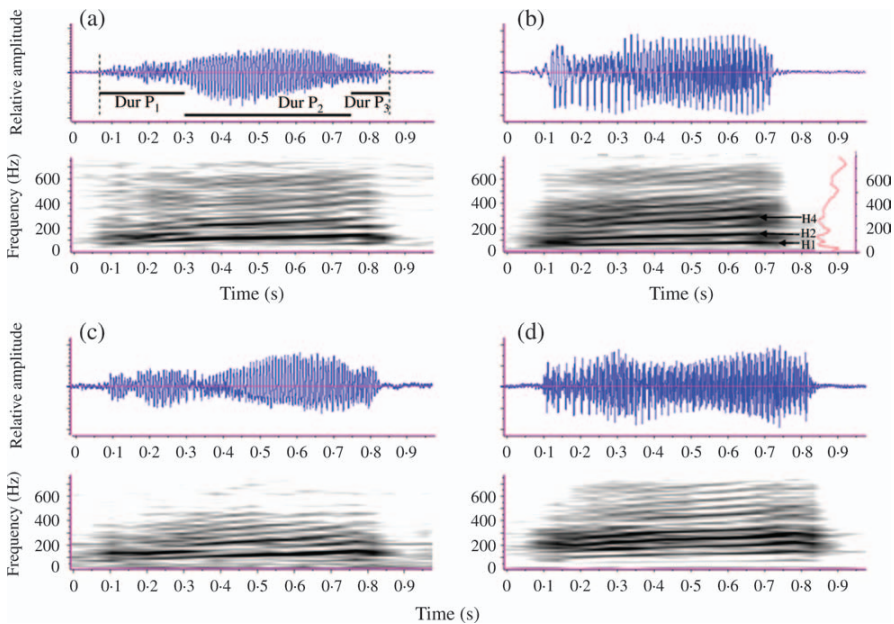 (a) (b)
Relative amplitude
Dur P1 Dur P2 Dur P3
0 0·1 0·2 0·3 0·4 0·5 0·6 0·7 0·8 0·9 0 0·1 0·2 0·3 0·4 0·5 0·6 0·7 0·8 0·9
Frequency (Hz)
600 600 600
400 400 400
200 200 200
0 0 0
H4
H2
H1
0 0·1 0·2 0·3 0·4 0·5 0·6 0·7 0·8 0·9 0 0·1 0·2 0·3 0·4 0·5 0·6 0·7 0·8 0·9
Time (s) Time (s)
(c) (d)
Relative amplitude
0 0·1 0·2 0·3 0·4 0·5 0·6 0·7 0·8 0·9 0 0·1 0·2 0·3 0·4 0·5 0·6 0·7 0·8 0·9
Frequency (Hz)
600 600
400 400
200 200
0 0
0 0·1 0·2 0·3 0·4 0·5 0·6 0·7 0·8 0·9 0 0·1 0·2 0·3 0·4 0·5 0·6 0·7 0·8 0·9
Time (s)